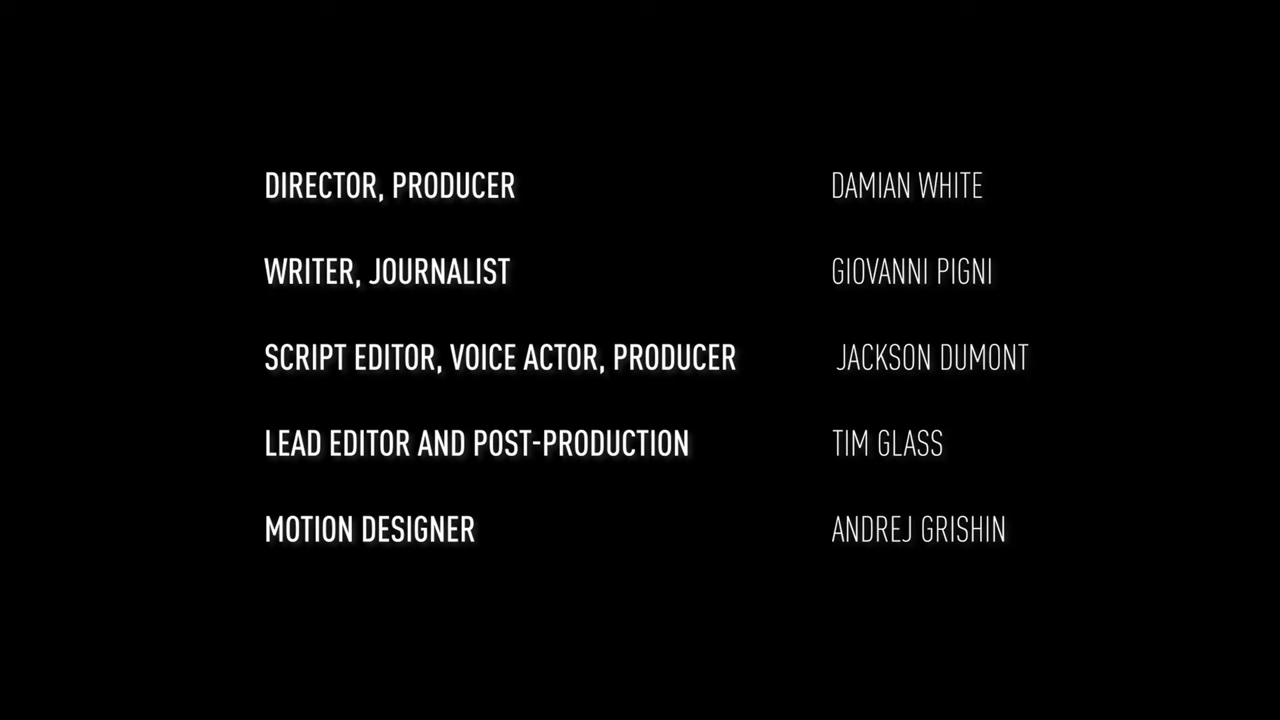 DIRECTOR, PRODUCER DAMIAN WHITE
WRITER, JOURNALIST GIOVANNI PIGNI
SCRIPT EDITOR, VOICE ACTOR, PRODUCER JACKSON DUMONT
LEAD EDITOR AND POST-PRODUCTION TIM GLASS
MOTION DESIGNER ANDREJ GRISHIN